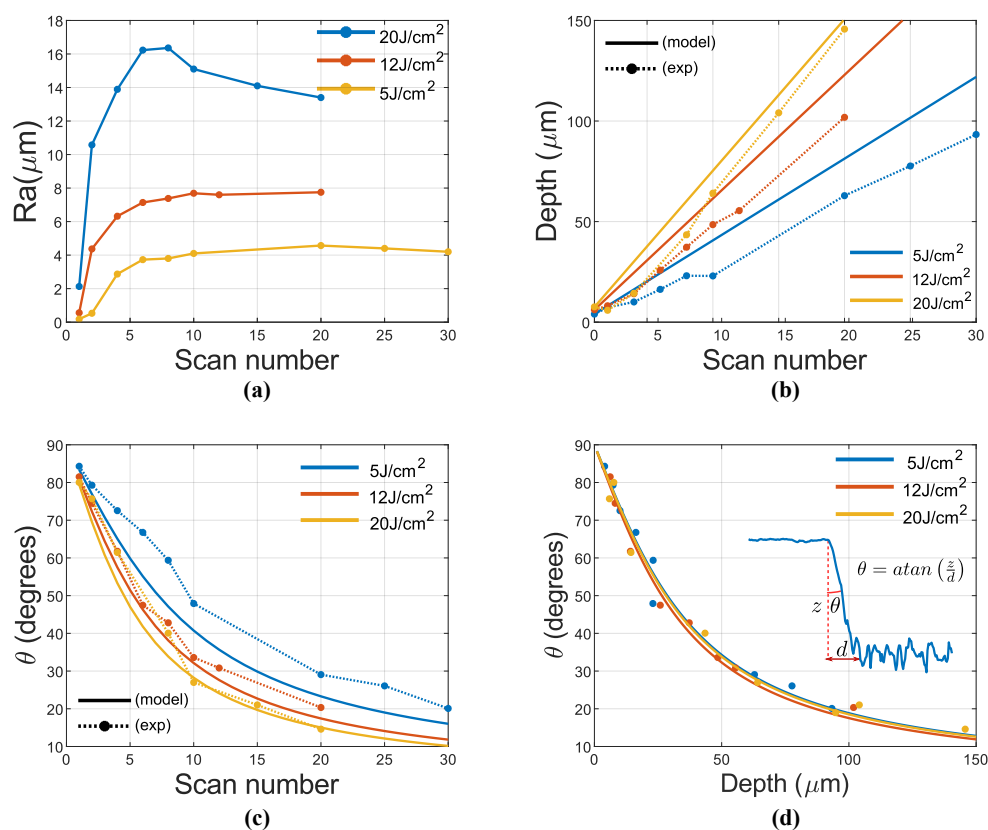 18
16
14
12
10
8
6
4
2
0
Ra(μm)
20J/cm²
12J/cm²
5J/cm²
0 5 10 15 20 25 30
Scan number
(a)
150
100
50
0
Depth (μm)
(model)
(exp)
5J/cm²
12J/cm²
20J/cm²
0 5 10 15 20 25 30
Scan number
(b)
90
80
70
60
50
40
30
20
10
θ (degrees)
5J/cm²
12J/cm²
20J/cm²
(model)
(exp)
0 5 10 15 20 25 30
Scan number
(c)
90
80
70
60
50
40
30
20
10
θ (degrees)
5J/cm²
12J/cm²
20J/cm²
θ = atan (z/d)
z θ
d
0 50 100 150
Depth (μm)
(d)